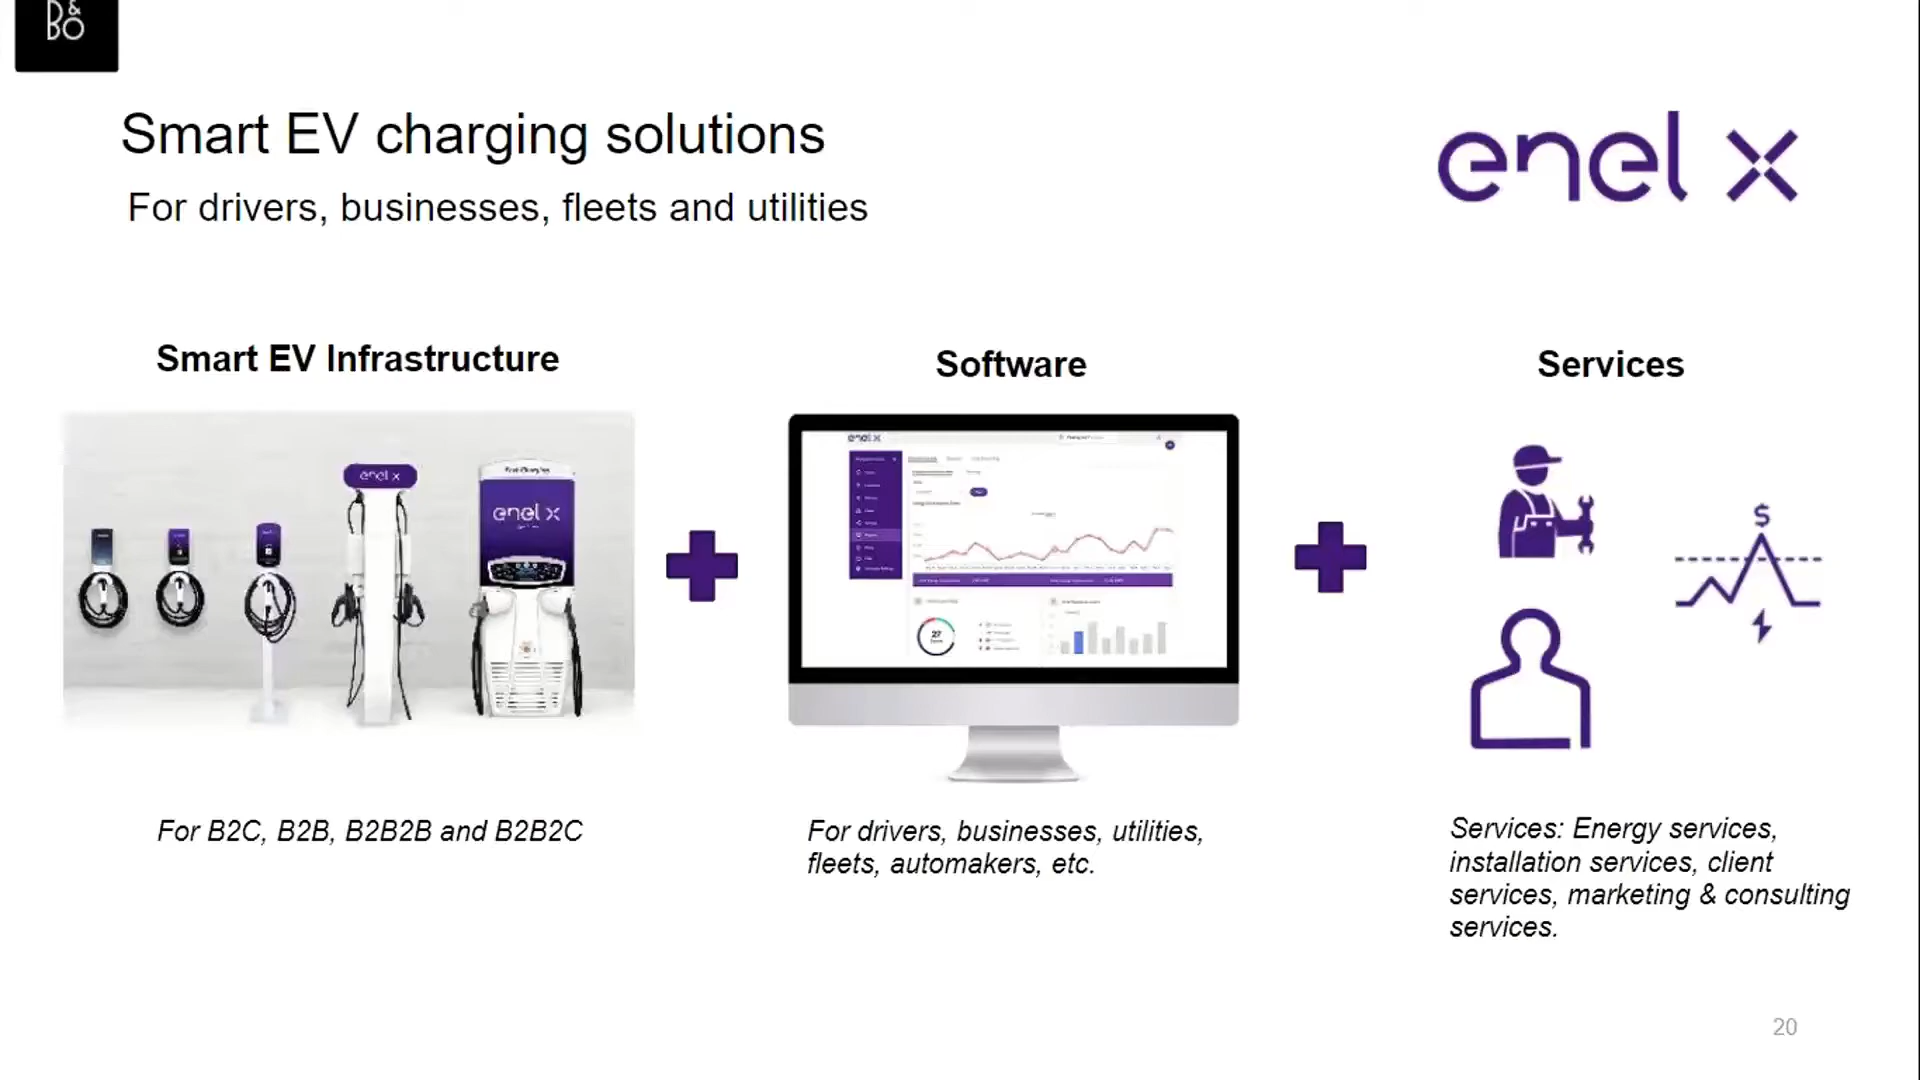 B&O
Smart EV charging solutions
For drivers, businesses, fleets and utilities
enel x
Smart EV Infrastructure
Software
Services
enel x
enel x
enel x
27
$
For B2C, B2B, B2B2B and B2B2C
For drivers, businesses, utilities,
fleets, automakers, etc.
Services: Energy services,
installation services, client
services, marketing & consulting
services.
20